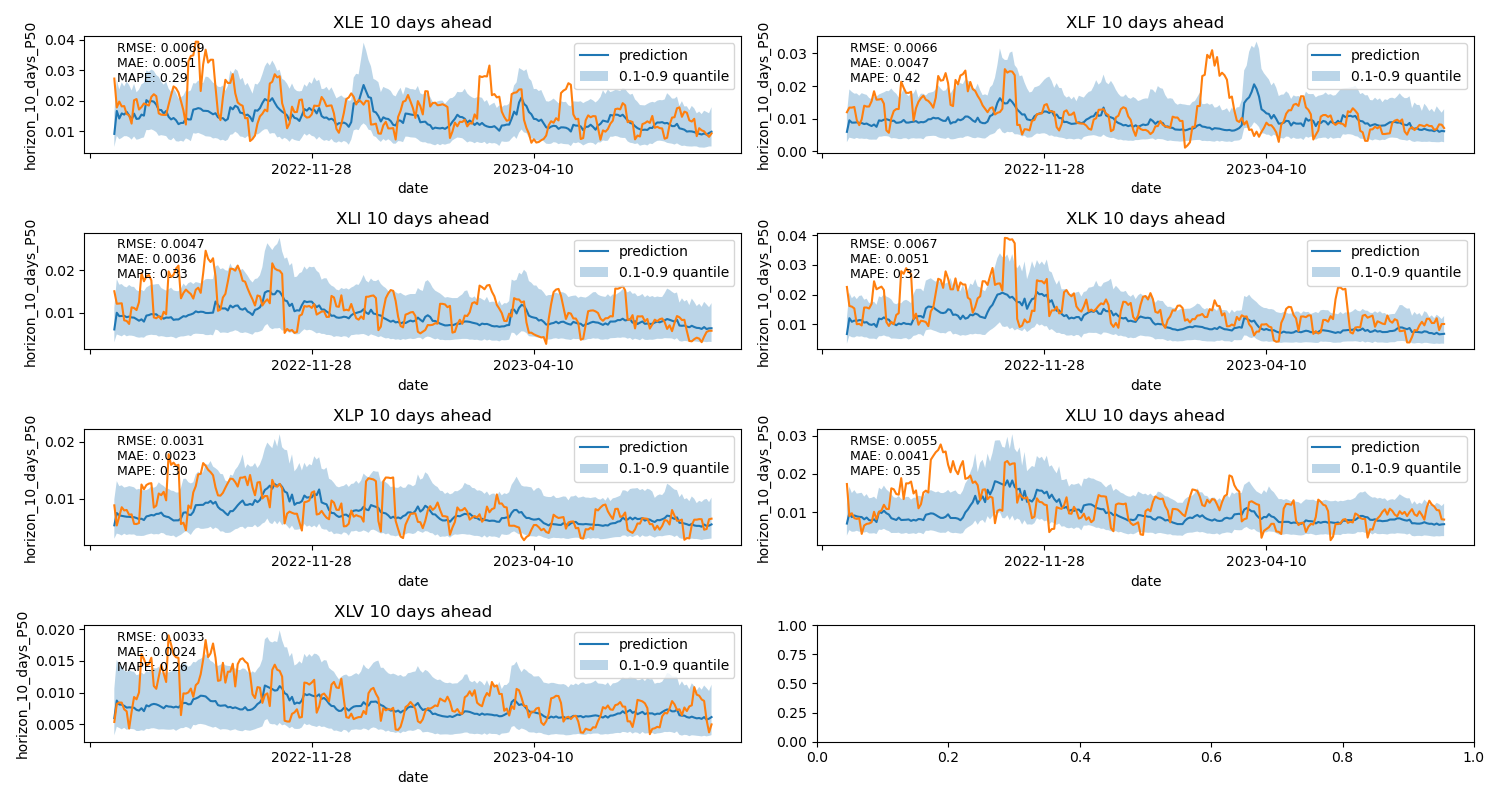 XLE 10 days ahead
horizon_10_days_P50
0.04
0.03
0.02
0.01
RMSE: 0.0069
MAE: 0.0051
MAPE: 0.29
prediction
0.1-0.9 quantile
2022-11-28
2023-04-10
date
XLF 10 days ahead
horizon_10_days_P50
0.03
0.02
0.01
0.00
RMSE: 0.0066
MAE: 0.0047
MAPE: 0.42
prediction
0.1-0.9 quantile
2022-11-28
2023-04-10
date
XLI 10 days ahead
horizon_10_days_P50
0.02
0.01
RMSE: 0.0047
MAE: 0.0036
MAPE: 0.33
prediction
0.1-0.9 quantile
2022-11-28
2023-04-10
date
XLK 10 days ahead
horizon_10_days_P50
0.04
0.03
0.02
0.01
RMSE: 0.0067
MAE: 0.0051
MAPE: 0.32
prediction
0.1-0.9 quantile
2022-11-28
2023-04-10
date
XLP 10 days ahead
horizon_10_days_P50
0.02
0.01
RMSE: 0.0031
MAE: 0.0023
MAPE: 0.30
prediction
0.1-0.9 quantile
2022-11-28
2023-04-10
date
XLU 10 days ahead
horizon_10_days_P50
0.03
0.02
0.01
RMSE: 0.0055
MAE: 0.0041
MAPE: 0.35
prediction
0.1-0.9 quantile
2022-11-28
2023-04-10
date
XLV 10 days ahead
horizon_10_days_P50
0.020
0.015
0.010
0.005
RMSE: 0.0033
MAE: 0.0024
MAPE: 0.26
prediction
0.1-0.9 quantile
2022-11-28
2023-04-10
date
1.00
0.75
0.50
0.25
0.00
0.0
0.2
0.4
0.6
0.8
1.0